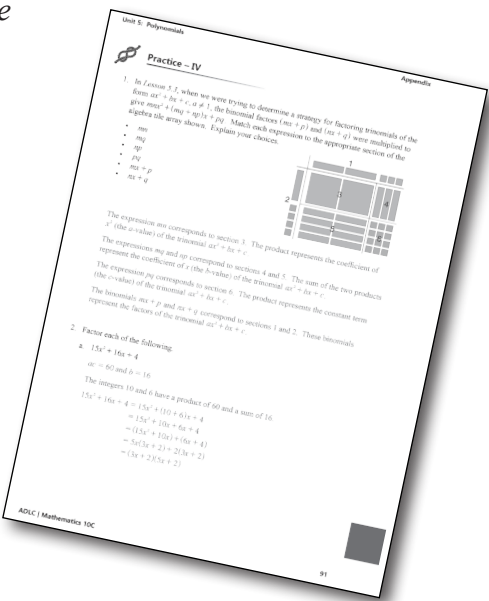 e
Unit 5: Polynomials
Appendix
Practice – IV
1. In Lesson 5.3, when we were trying to determine a strategy for factoring trinomials of the
form ax² + bx + c, a ≠ 1, the binomial factors (mx + p) and (nx + q) were multiplied to
give mnx² + (mq + np)x + pq. Match each expression to the appropriate section of the
algebra tile array shown. Explain your choices.
• mn
• mq
• np
• pq
• mx + p
• nx + q
1
2
3
4
5
The expression mn corresponds to section 3. The product represents the coefficient of
x² (the a-value) of the trinomial ax² + bx + c.
The expressions mq and np correspond to sections 4 and 5. The sum of the two products
represent the coefficient of x (the b-value) of the trinomial ax² + bx + c.
The expression pq corresponds to section 6. The product represents the constant term
(the c-value) of the trinomial ax² + bx + c.
The binomials mx + p and nx + q correspond to sections 1 and 2. These binomials
represent the factors of the trinomial ax² + bx + c.
2. Factor each of the following.
a. 15x² + 16x + 4
ac = 60 and b = 16
The integers 10 and 6 have a product of 60 and a sum of 16.
15x² + 16x + 4 = 15x² + (10 + 6)x + 4
= 15x² + 10x + 6x + 4
= (15x² + 10x) + (6x + 4)
= 5x(3x + 2) + 2(3x + 2)
= (3x + 2)(5x + 2)
ADLC | Mathematics 10C
91